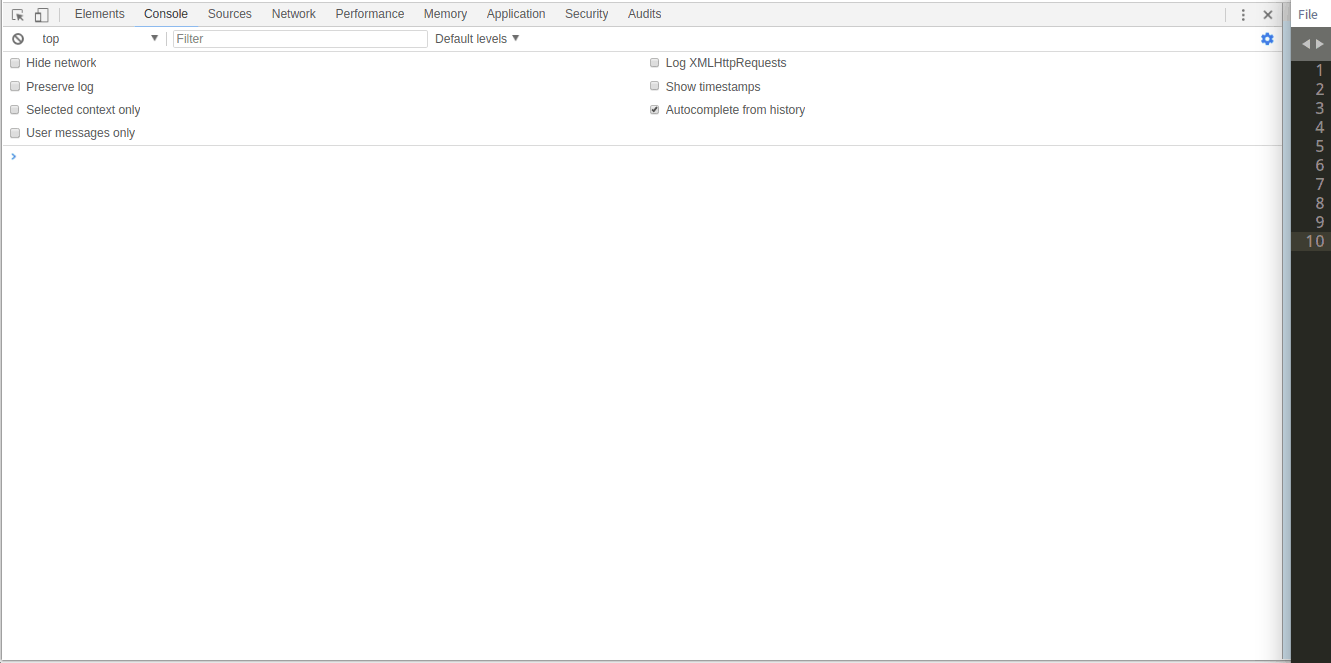 Elements Console Sources Network Performance Memory Application Security Audits
top Filter Default levels
Hide network
Preserve log
Selected context only
User messages only
Log XMLHttpRequests
Show timestamps
Autocomplete from history
File
1
2
3
4
5
6
7
8
9
10